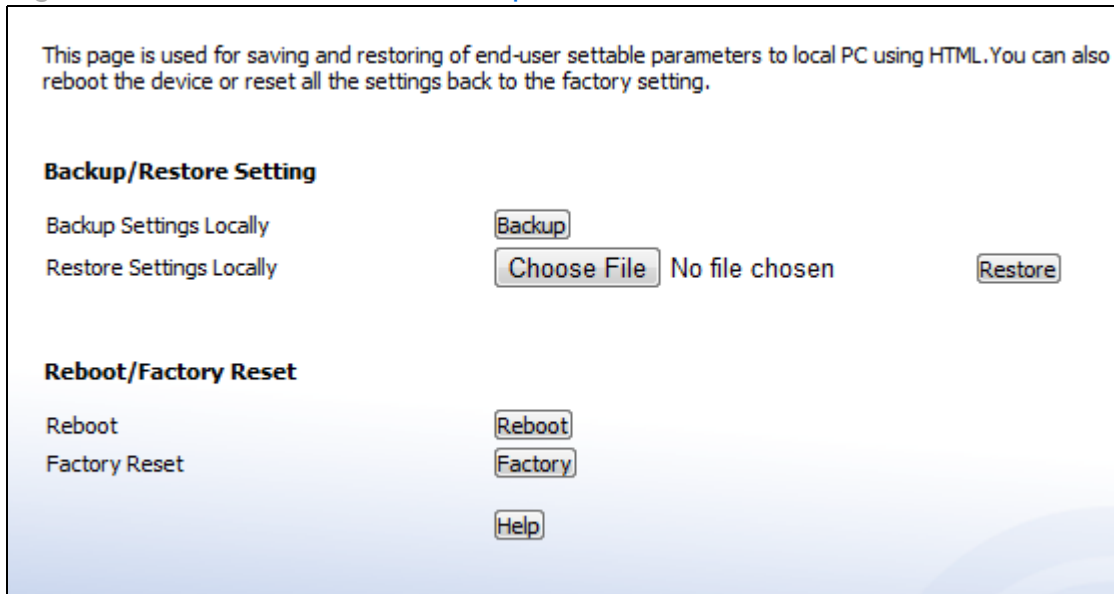 This page is used for saving and restoring of end-user settable parameters to local PC using HTML.You can also
reboot the device or reset all the settings back to the factory setting.
Backup/Restore Setting
Backup Settings Locally Backup
Restore Settings Locally Choose File No file chosen Restore
Reboot/Factory Reset
Reboot Reboot
Factory Reset Factory
Help